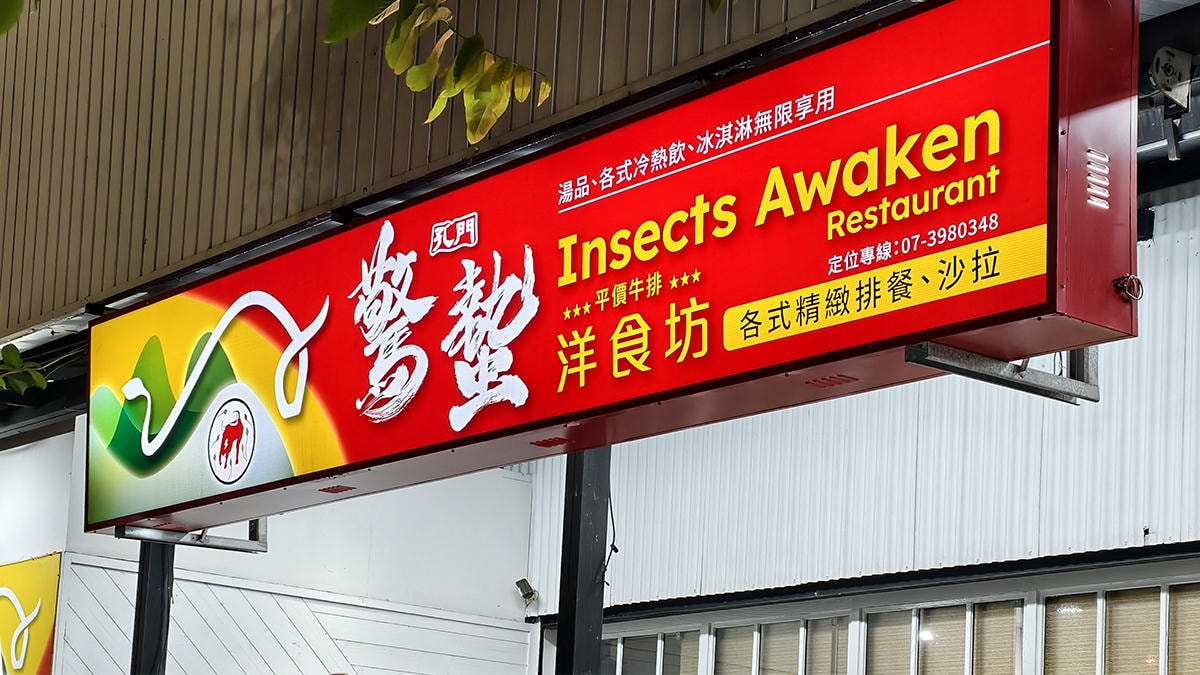 孔門
驚蟄
湯品、各式冷熱飲、冰淇淋無限享用
Insects Awaken
Restaurant
★★★平價牛排★★★
定位專線:07-3980348
洋食坊
各式精緻排餐、沙拉